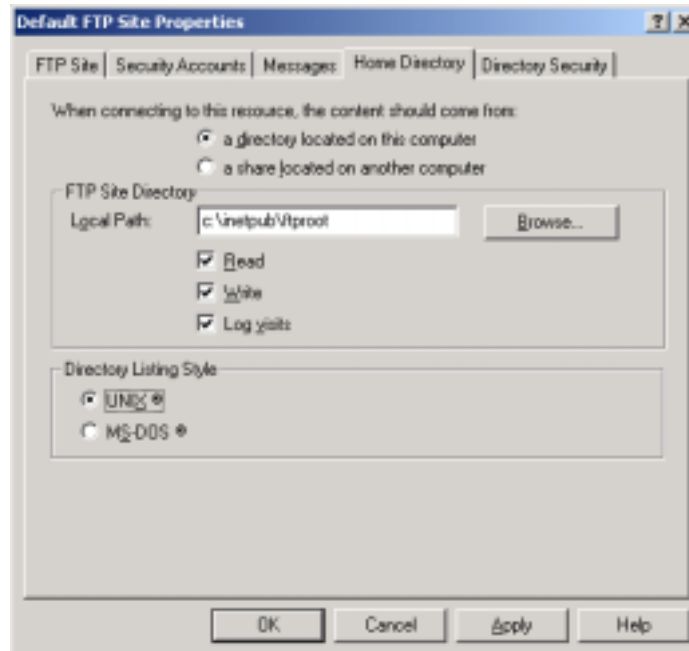 Default FTP Site Properties
FTP Site Security Accounts Messages Home Directory Directory Security
When connecting to this resource, the content should come from:
a directory located on this computer
a share located on another computer
FTP Site Directory
Local Path: c:\inetpub\ftproot Browse...
Read
Write
Log visits
Directory Listing Style
UNIX ®
MS-DOS ®
OK Cancel Apply Help